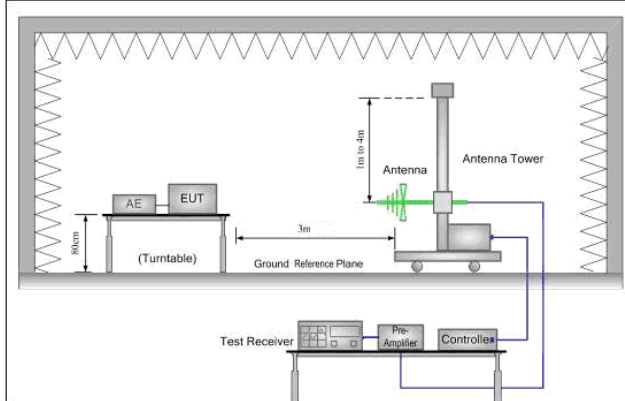 1m to 4m
Antenna
Antenna Tower
AE
EUT
80cm
(Turntable)
3m
Ground Reference Plane
Test Receiver
Pre-
Amplifier
Controller